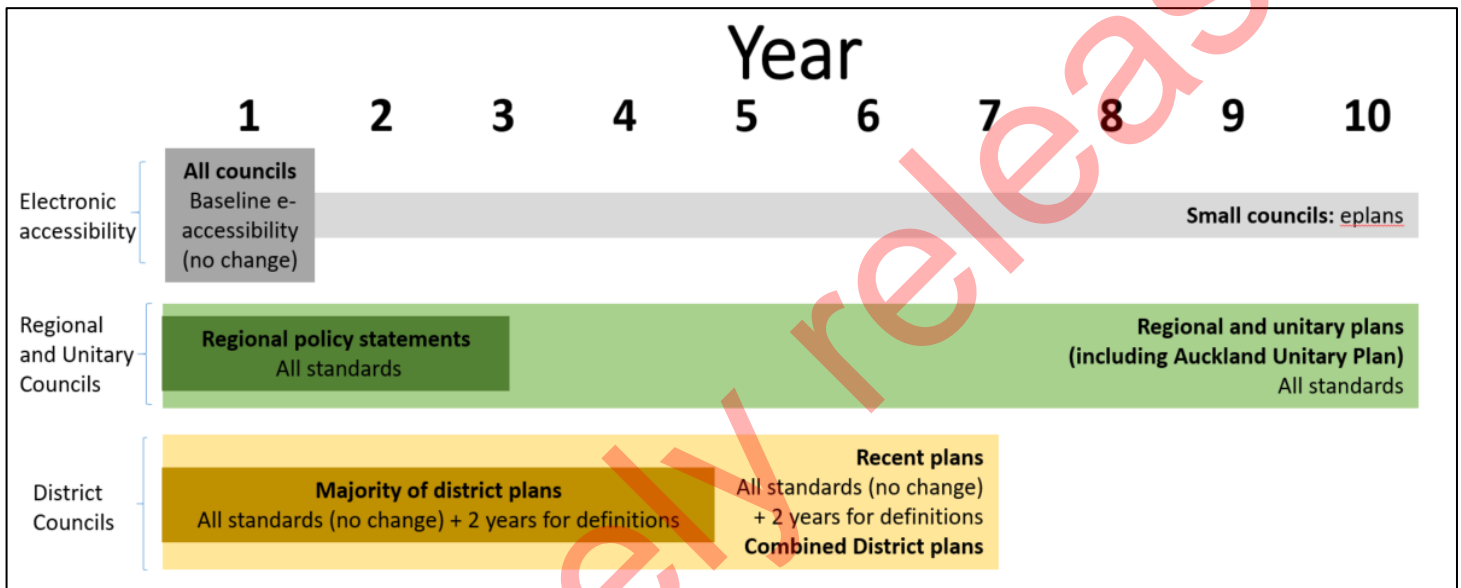 Year
1 2 3 4 5 6 7 8 9 10
Electronic
accessibility
All councils
Baseline e-
accessibility
(no change)
Small councils: eplans
Regional
and Unitary
Councils
Regional policy statements
All standards
Regional and unitary plans
(including Auckland Unitary Plan)
All standards
District
Councils
Majority of district plans
All standards (no change) + 2 years for definitions
Recent plans
All standards (no change)
+ 2 years for definitions
Combined District plans
ely releas